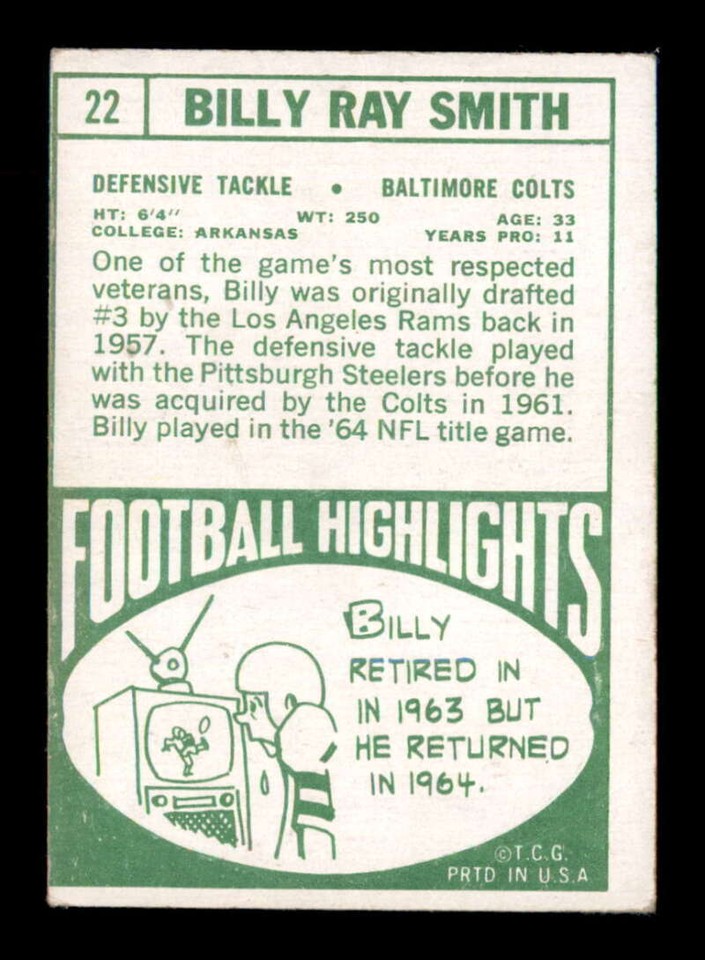 22 BILLY RAY SMITH
DEFENSIVE TACKLE • BALTIMORE COLTS
HT: 6'4" WT: 250 AGE: 33
COLLEGE: ARKANSAS YEARS PRO: 11
One of the game's most respected
veterans, Billy was originally drafted
#3 by the Los Angeles Rams back in
1957. The defensive tackle played
with the Pittsburgh Steelers before he
was acquired by the Colts in 1961.
Billy played in the '64 NFL title game.
FOOTBALL HIGHLIGHTS
BILLY
RETIRED IN
IN 1963 BUT
HE RETURNED
IN 1964.
©T.C.G.
PRTD IN U.S.A